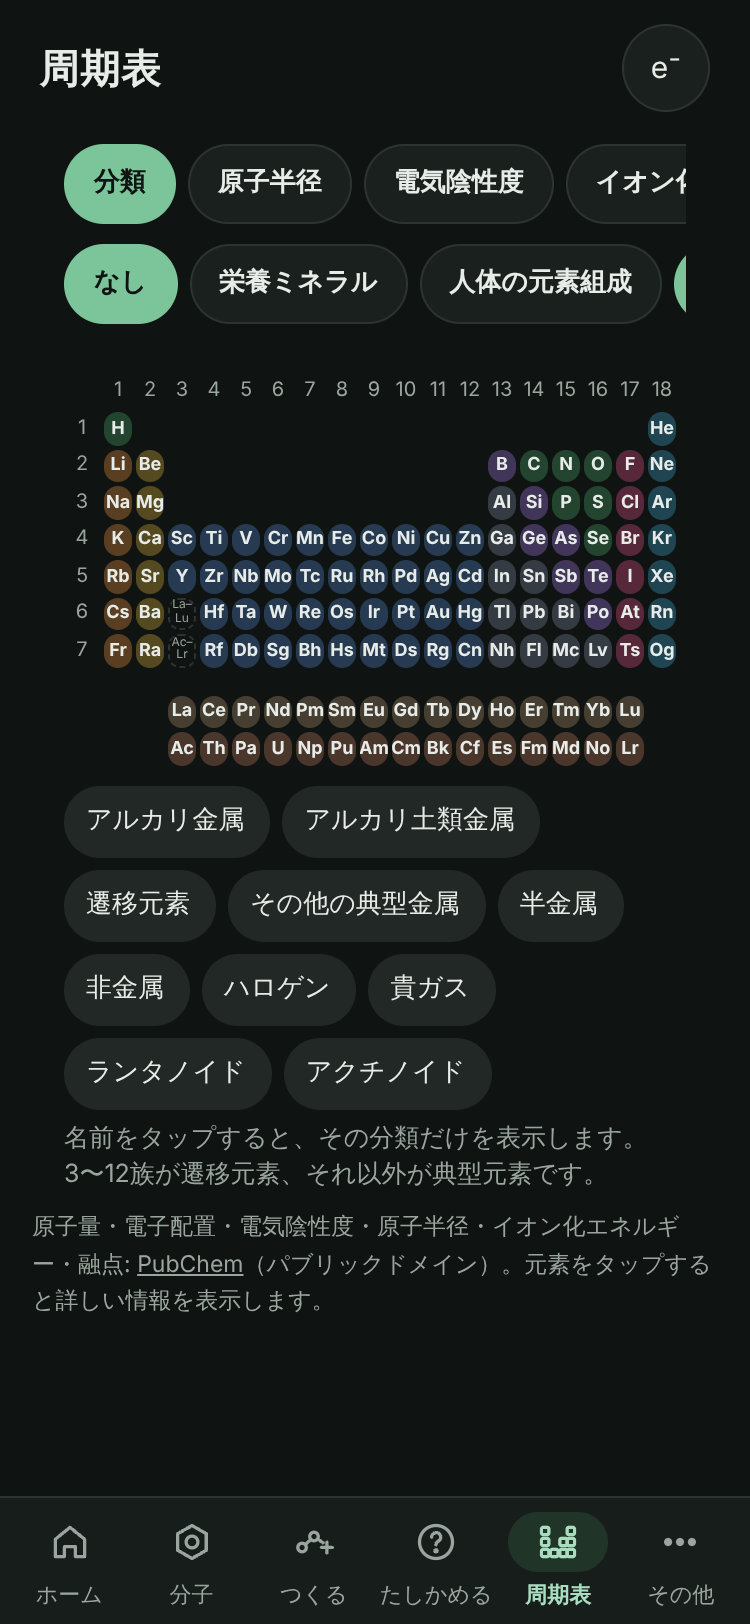 周期表
e⁻
分類 原子半径 電気陰性度 イオン
なし 栄養ミネラル 人体の元素組成
1 2 3 4 5 6 7 8 9 10 11 12 13 14 15 16 17 18
1 H He
2 Li Be B C N O F Ne
3 Na Mg Al Si P S Cl Ar
4 K Ca Sc Ti V Cr Mn Fe Co Ni Cu Zn Ga Ge As Se Br Kr
5 Rb Sr Y Zr Nb Mo Tc Ru Rh Pd Ag Cd In Sn Sb Te I Xe
6 Cs Ba La–Lu Hf Ta W Re Os Ir Pt Au Hg Tl Pb Bi Po At Rn
7 Fr Ra Ac–Lr Rf Db Sg Bh Hs Mt Ds Rg Cn Nh Fl Mc Lv Ts Og
La Ce Pr Nd Pm Sm Eu Gd Tb Dy Ho Er Tm Yb Lu
Ac Th Pa U Np Pu Am Cm Bk Cf Es Fm Md No Lr
アルカリ金属 アルカリ土類金属
遷移元素 その他の典型金属 半金属
非金属 ハロゲン 貴ガス
ランタノイド アクチノイド
名前をタップすると、その分類だけを表示します。
3〜12族が遷移元素、それ以外が典型元素です。
原子量・電子配置・電気陰性度・原子半径・イオン化エネルギ
ー・融点: PubChem（パブリックドメイン）。元素をタップする
と詳しい情報を表示します。
ホーム 分子 つくる たしかめる 周期表 その他